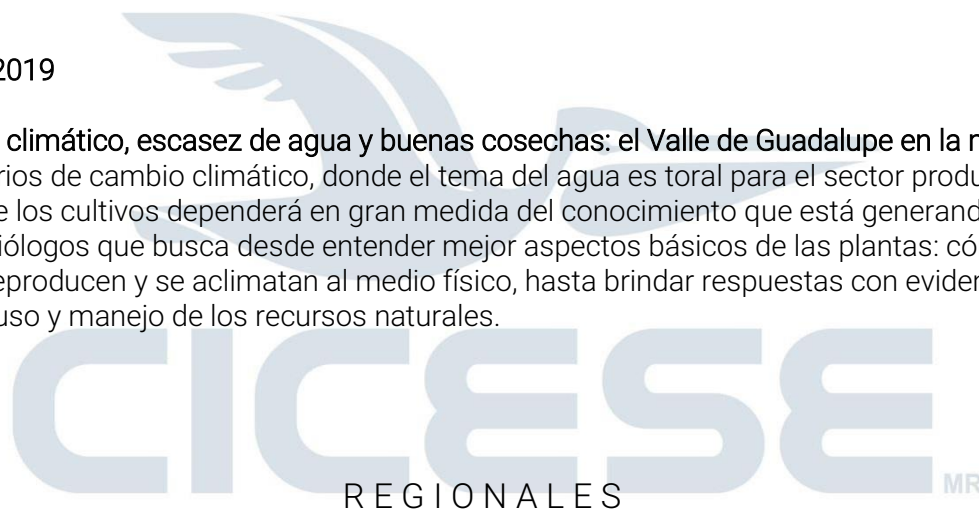 2019
climático, escasez de agua y buenas cosechas: el Valle de Guadalupe en la
rios de cambio climático, donde el tema del agua es toral para el sector produ
e los cultivos dependerá en gran medida del conocimiento que está generand
iólogos que busca desde entender mejor aspectos básicos de las plantas: có
eproducen y se aclimatan al medio físico, hasta brindar respuestas con eviden
uso y manejo de los recursos naturales.
CICESE
MR
REGIONALES